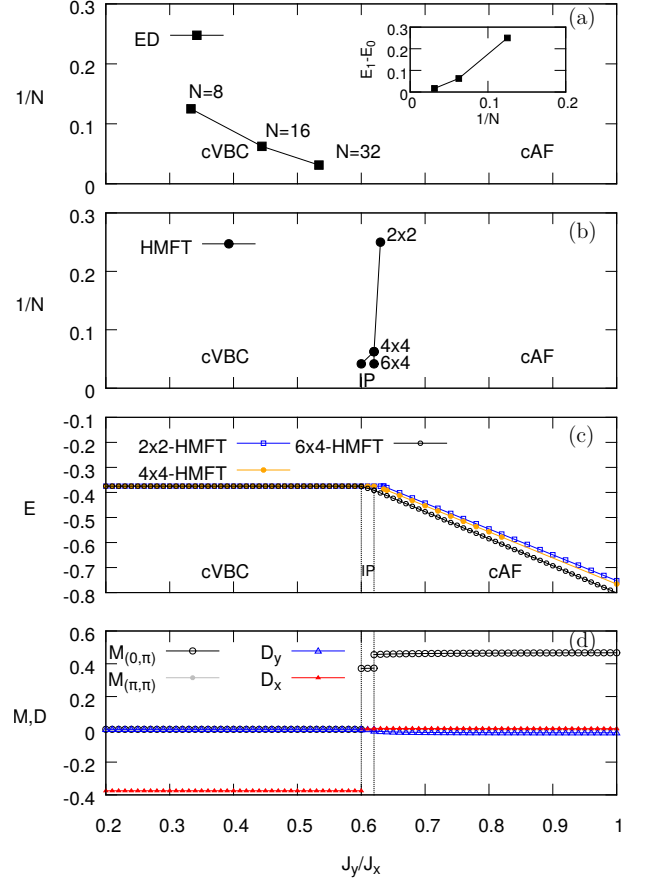 (a)
ED
0.3
0.2
0.1
0
1/N
N=8
N=16
N=32
cVBC
cAF
0.3
0.2
0.1
0
E1-E0
0
0.1
0.2
1/N
(b)
HMFT
0.3
0.2
0.1
0
1/N
2x2
4x4
6x4
cVBC
IP
cAF
(c)
2x2-HMFT
6x4-HMFT
4x4-HMFT
-0.1
-0.2
-0.3
-0.4
-0.5
-0.6
-0.7
-0.8
E
cVBC
IP
cAF
(d)
M(0,π)
Dy
M(π,π)
Dx
0.6
0.4
0.2
0
-0.2
-0.4
M,D
0.2
0.3
0.4
0.5
0.6
0.7
0.8
0.9
1
Jy/Jx